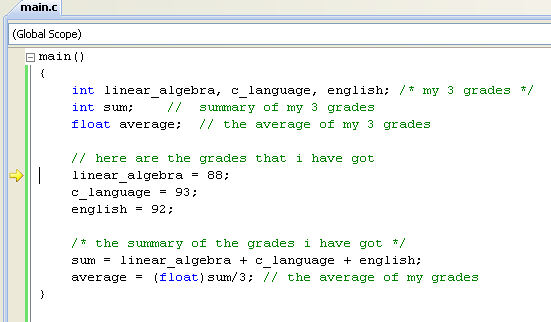 main.c
(Global Scope)
main()
{
int linear_algebra, c_language, english; /* my 3 grades */
int sum;    //  summary of my 3 grades
float average;  // the average of my 3 grades
// here are the grades that i have got
linear_algebra = 88;
c_language = 93;
english = 92;
/* the summary of the grades i have got */
sum = linear_algebra + c_language + english;
average = (float)sum/3; // the average of my grades
}